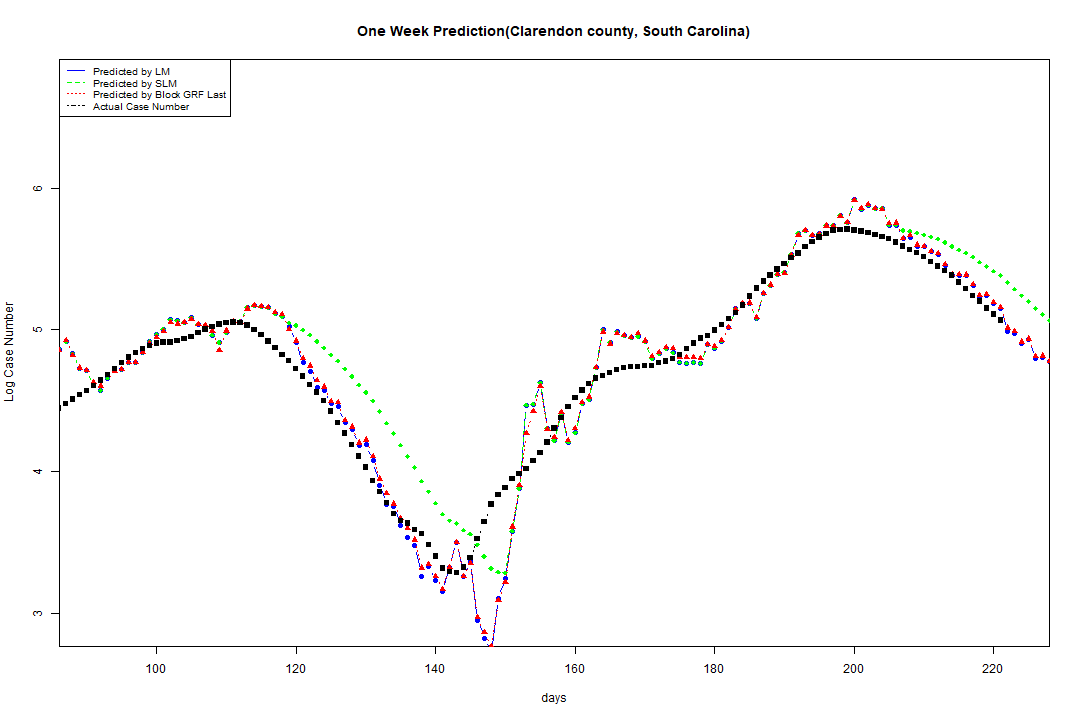 One Week Prediction(Clarendon county, South Carolina)
Predicted by LM
Predicted by SLM
Predicted by Block GRF Last
Actual Case Number
Log Case Number
6
5
4
3
100 120 140 160 180 200 220
days